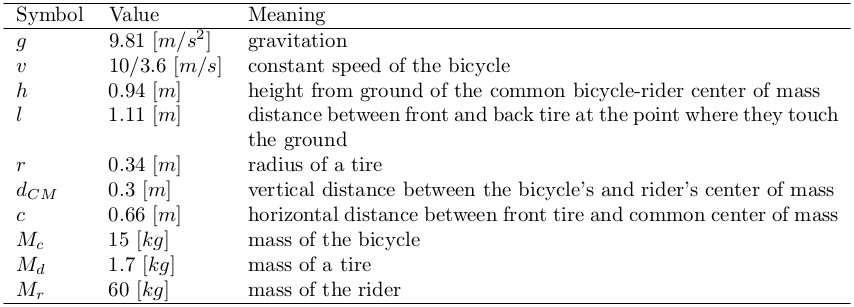 Symbol Value Meaning
g 9.81 [m/s²] gravitation
v 10/3.6 [m/s] constant speed of the bicycle
h 0.94 [m] height from ground of the common bicycle-rider center of mass
l 1.11 [m] distance between front and back tire at the point where they touch
the ground
r 0.34 [m] radius of a tire
d_CM 0.3 [m] vertical distance between the bicycle's and rider's center of mass
c 0.66 [m] horizontal distance between front tire and common center of mass
M_c 15 [kg] mass of the bicycle
M_d 1.7 [kg] mass of a tire
M_r 60 [kg] mass of the rider